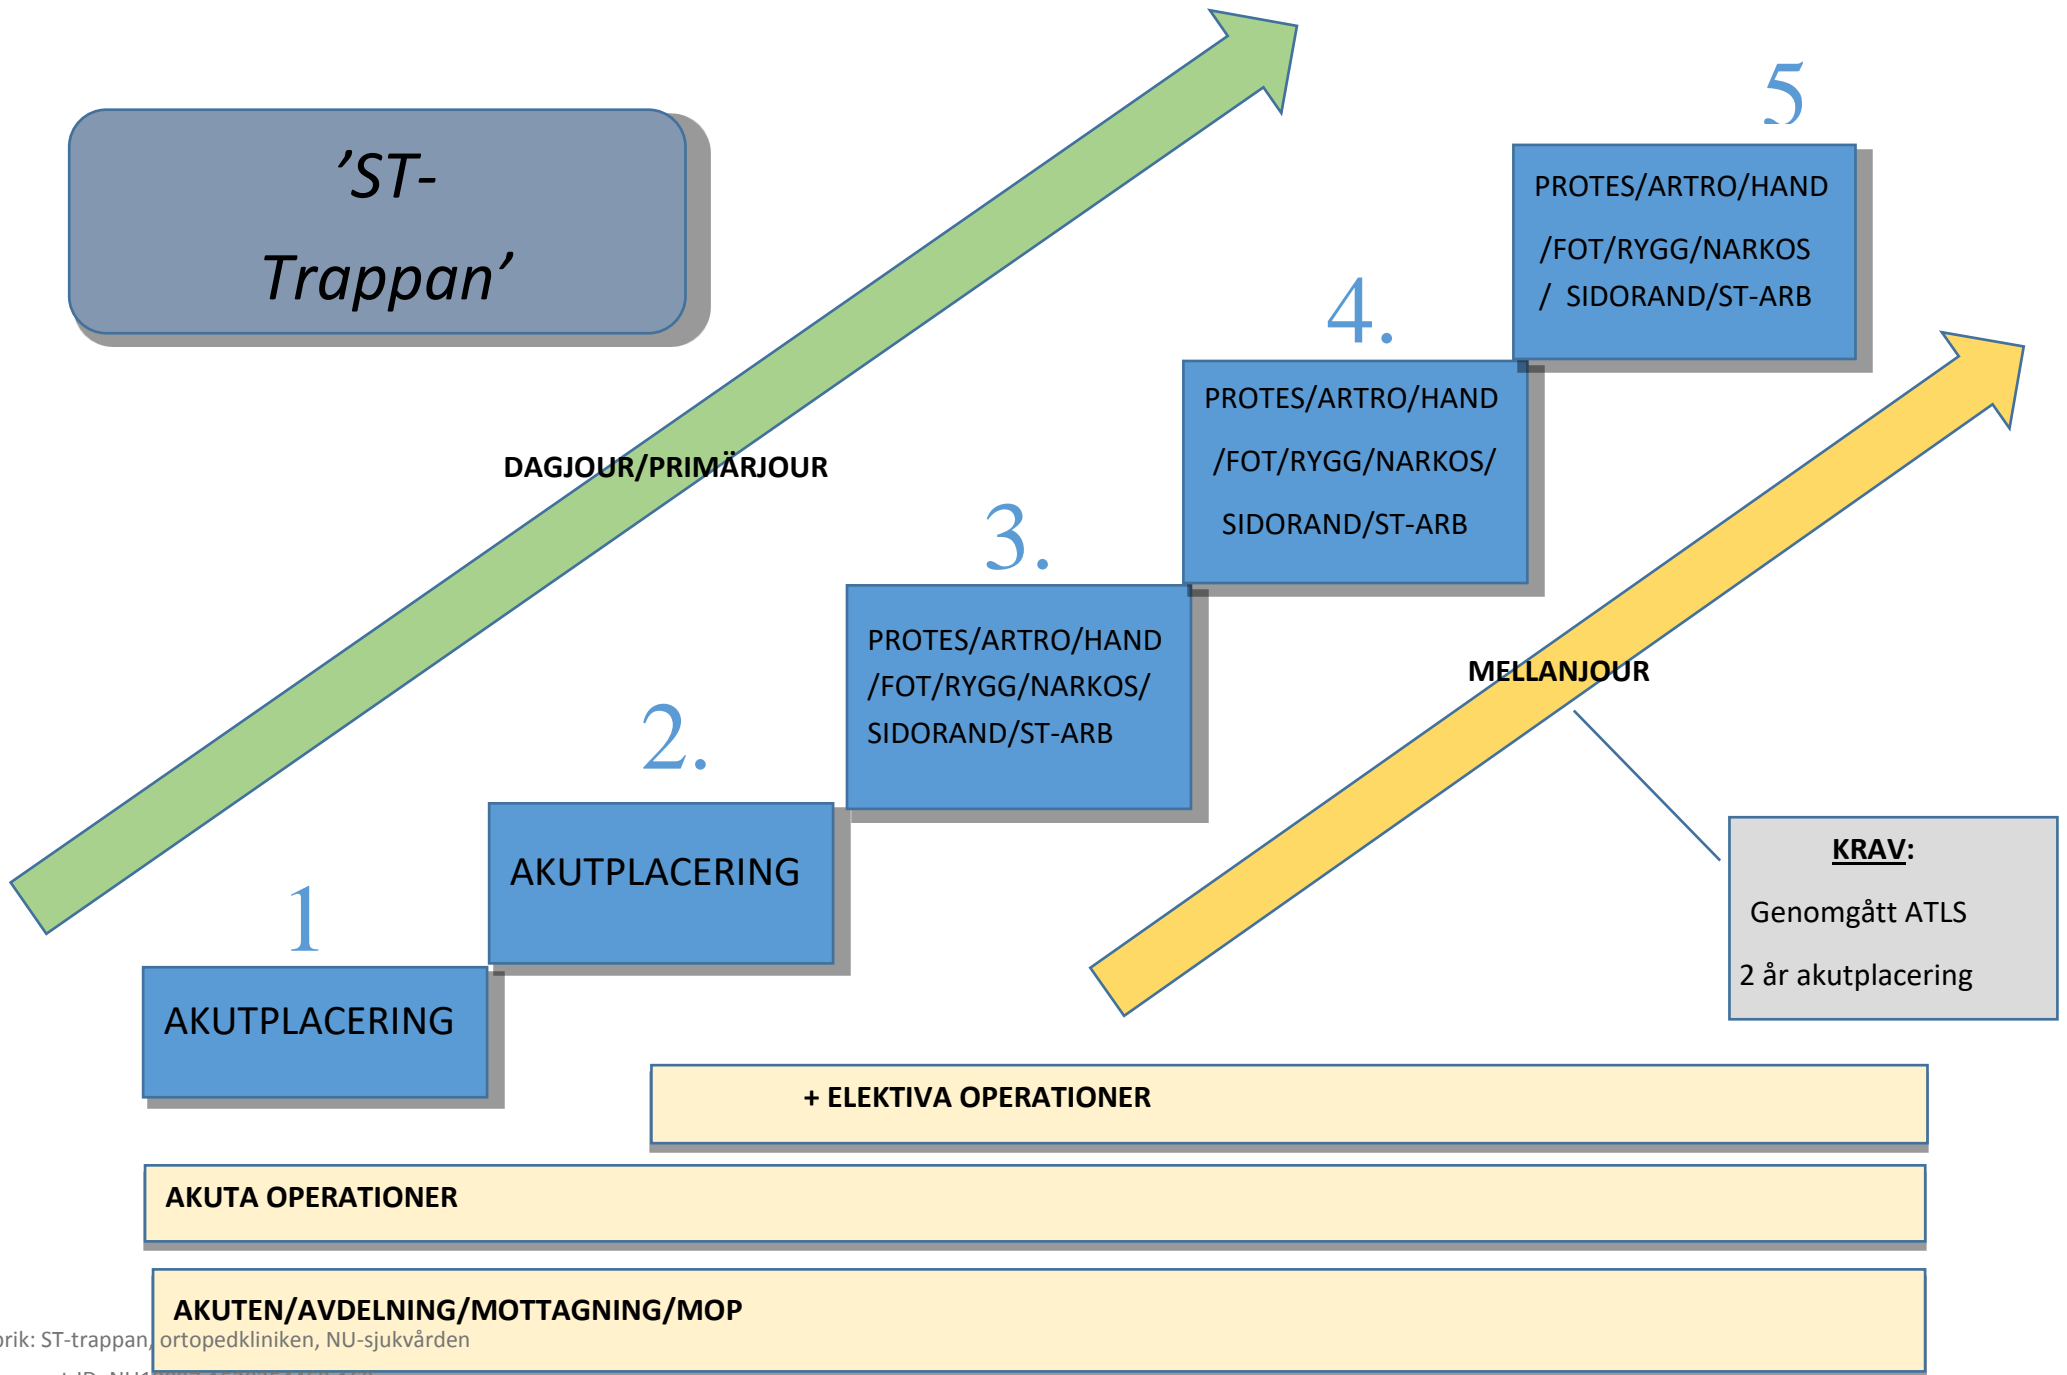 ’ST-
Trappan’
5
PROTES/ARTRO/HAND
/FOT/RYGG/NARKOS
/ SIDORAND/ST-ARB
4.
PROTES/ARTRO/HAND
/FOT/RYGG/NARKOS/
SIDORAND/ST-ARB
DAGJOUR/PRIMÄRJOUR
3.
PROTES/ARTRO/HAND
/FOT/RYGG/NARKOS/
SIDORAND/ST-ARB
MELLANJOUR
2.
AKUTPLACERING
1
AKUTPLACERING
KRAV:
Genomgått ATLS
2 år akutplacering
+ ELEKTIVA OPERATIONER
AKUTA OPERATIONER
AKUTEN/AVDELNING/MOTTAGNING/MOP
ST-trappan, ortopedkliniken, NU-sjukvården